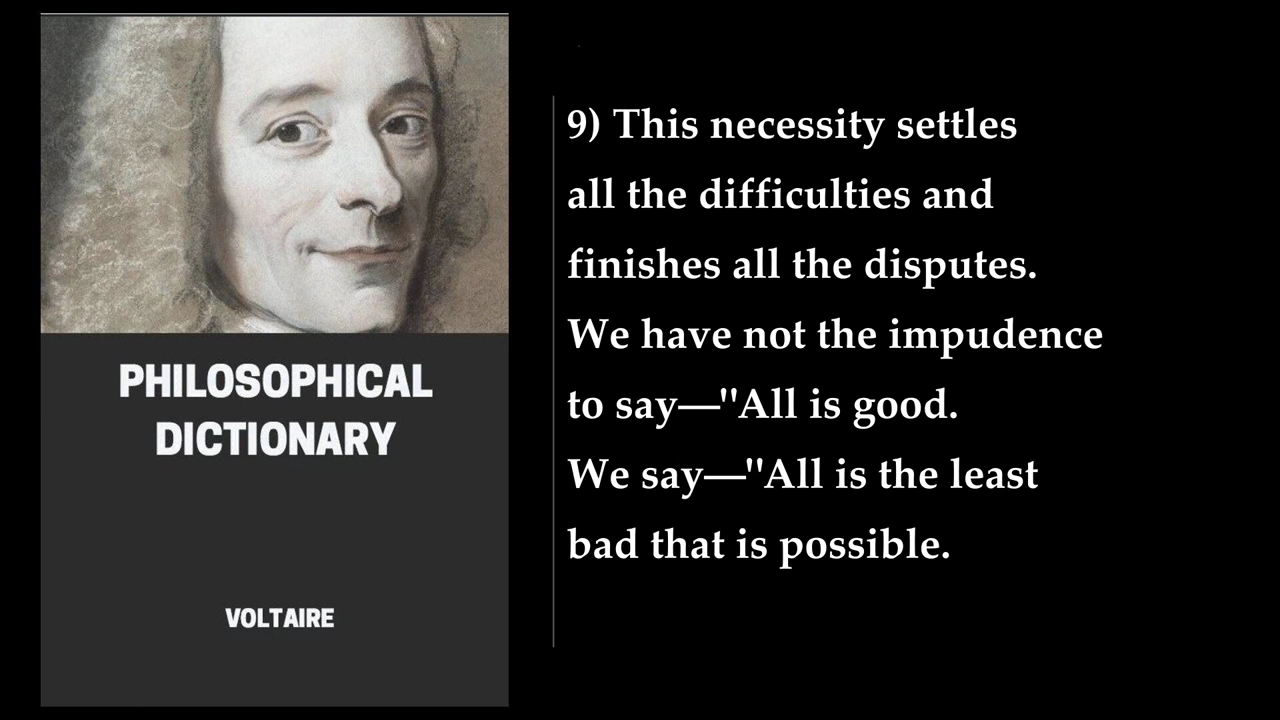 PHILOSOPHICAL
DICTIONARY
VOLTAIRE
9) This necessity settles
all the difficulties and
finishes all the disputes.
We have not the impudence
to say—"All is good.
We say—"All is the least
bad that is possible.